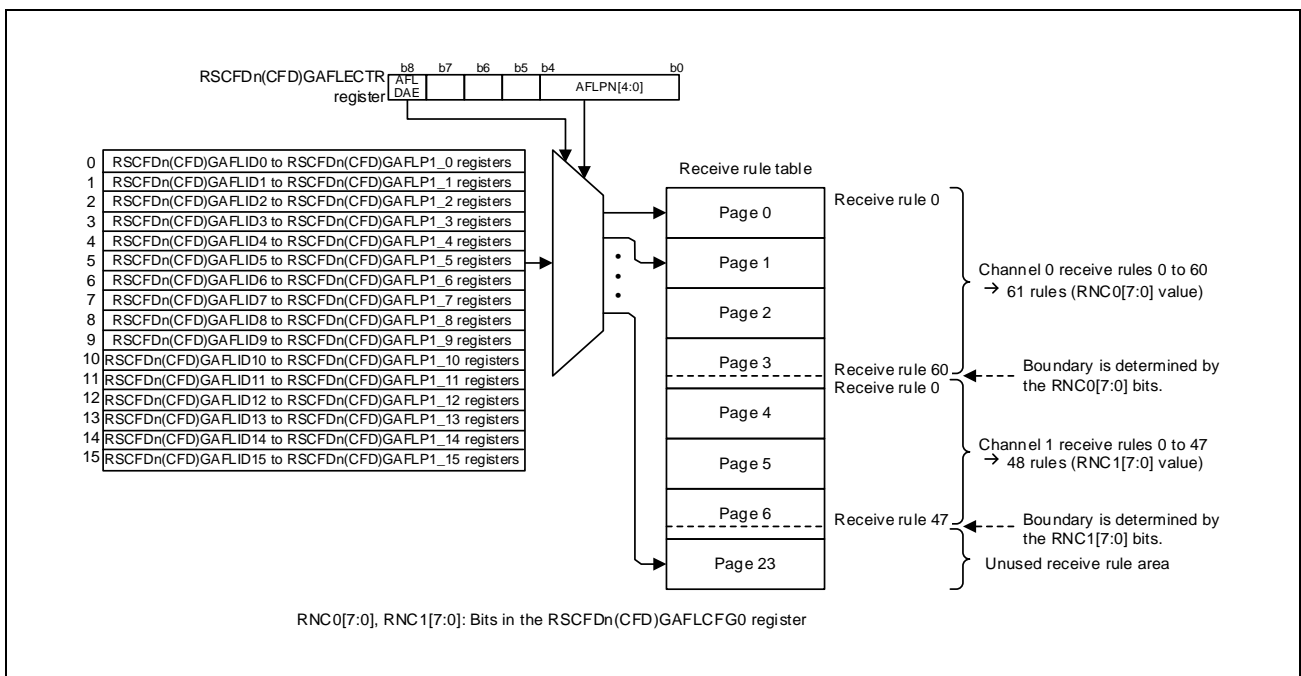 b8 b7 b6 b5 b4 b0
RSCFDn(CFD)GAFLECTR
register
AFL
DAE
AFLPN[4:0]
0 RSCFDn(CFD)GAFLID0 to RSCFDn(CFD)GAFLP1_0 registers
1 RSCFDn(CFD)GAFLID1 to RSCFDn(CFD)GAFLP1_1 registers
2 RSCFDn(CFD)GAFLID2 to RSCFDn(CFD)GAFLP1_2 registers
3 RSCFDn(CFD)GAFLID3 to RSCFDn(CFD)GAFLP1_3 registers
4 RSCFDn(CFD)GAFLID4 to RSCFDn(CFD)GAFLP1_4 registers
5 RSCFDn(CFD)GAFLID5 to RSCFDn(CFD)GAFLP1_5 registers
6 RSCFDn(CFD)GAFLID6 to RSCFDn(CFD)GAFLP1_6 registers
7 RSCFDn(CFD)GAFLID7 to RSCFDn(CFD)GAFLP1_7 registers
8 RSCFDn(CFD)GAFLID8 to RSCFDn(CFD)GAFLP1_8 registers
9 RSCFDn(CFD)GAFLID9 to RSCFDn(CFD)GAFLP1_9 registers
10 RSCFDn(CFD)GAFLID10 to RSCFDn(CFD)GAFLP1_10 registers
11 RSCFDn(CFD)GAFLID11 to RSCFDn(CFD)GAFLP1_11 registers
12 RSCFDn(CFD)GAFLID12 to RSCFDn(CFD)GAFLP1_12 registers
13 RSCFDn(CFD)GAFLID13 to RSCFDn(CFD)GAFLP1_13 registers
14 RSCFDn(CFD)GAFLID14 to RSCFDn(CFD)GAFLP1_14 registers
15 RSCFDn(CFD)GAFLID15 to RSCFDn(CFD)GAFLP1_15 registers
Receive rule table
Page 0
Page 1
Page 2
Page 3
Page 4
Page 5
Page 6
Page 23
Receive rule 0
Receive rule 60
Receive rule 0
Receive rule 47
Channel 0 receive rules 0 to 60
→ 61 rules (RNC0[7:0] value)
Boundary is determined by
the RNC0[7:0] bits.
Channel 1 receive rules 0 to 47
→ 48 rules (RNC1[7:0] value)
Boundary is determined by
the RNC1[7:0] bits.
Unused receive rule area
RNC0[7:0], RNC1[7:0]: Bits in the RSCFDn(CFD)GAFLCFG0 register